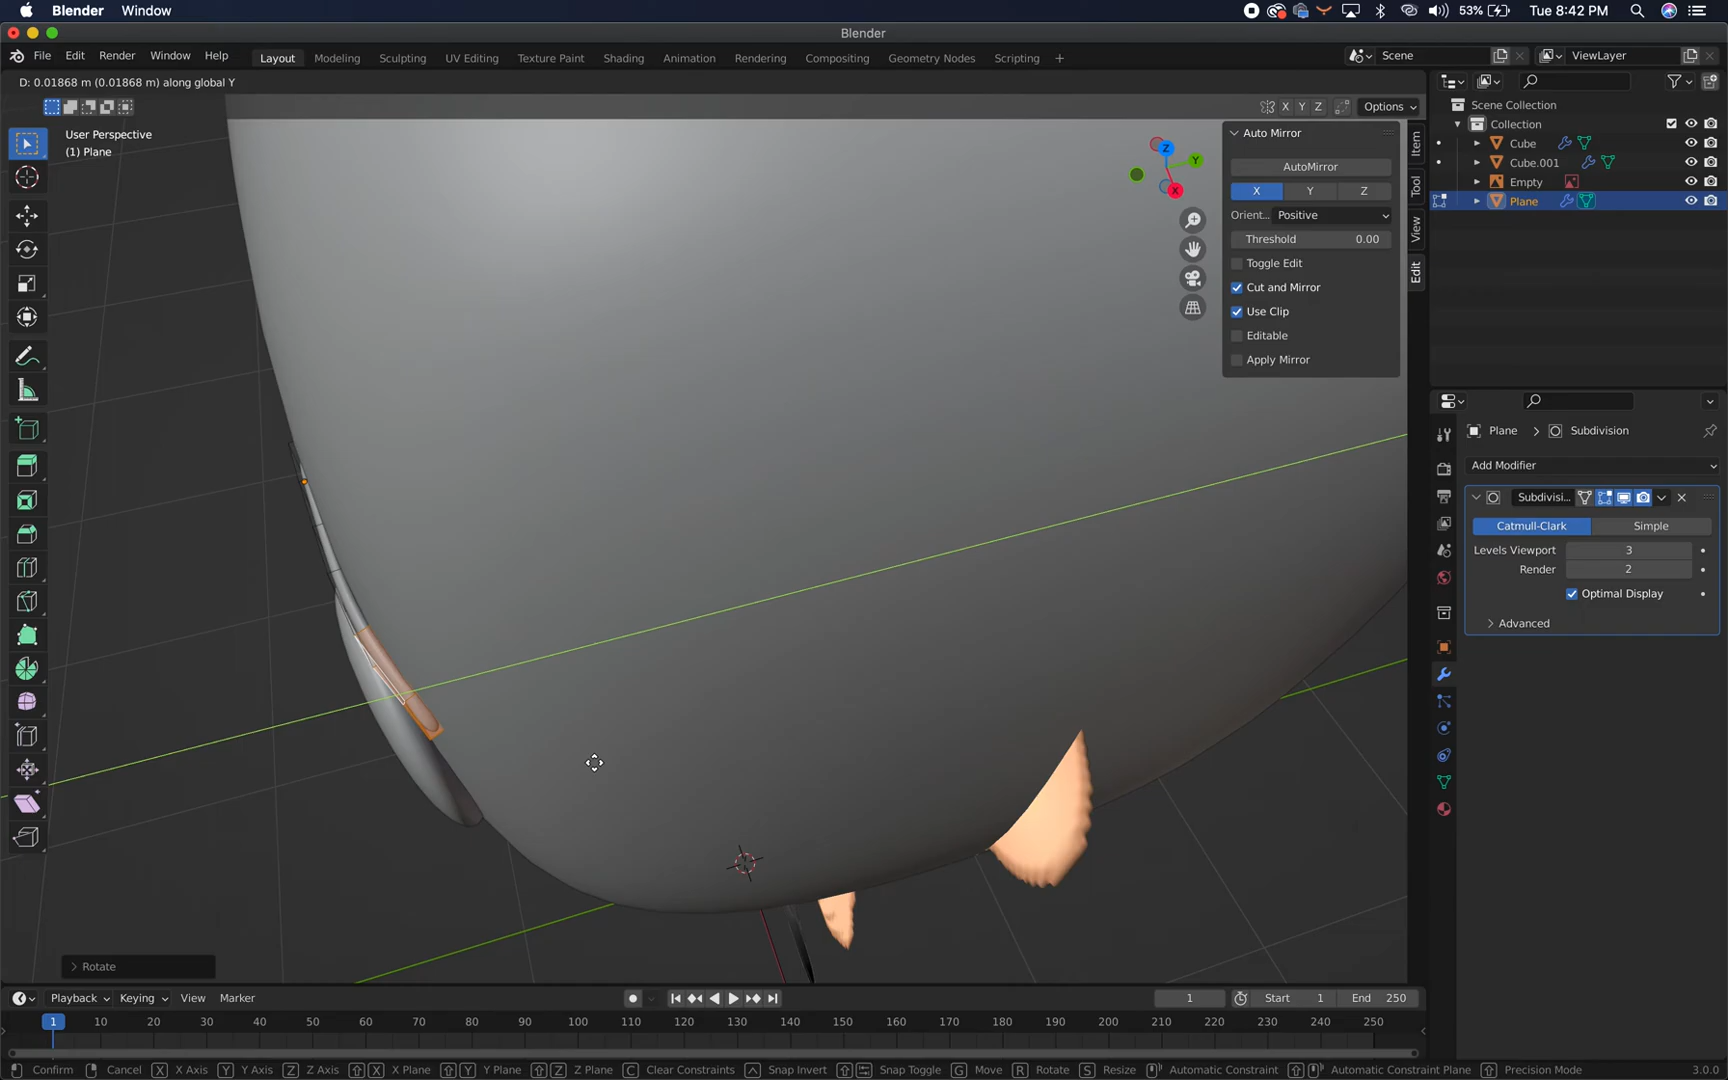 Blender Window
53% Tue 8:42 PM
Blender
File Edit Render Window Help
Layout Modeling Sculpting UV Editing Texture Paint Shading Animation Rendering Compositing Geometry Nodes Scripting +
Scene ViewLayer
D: 0.01868 m (0.01868 m) along global Y
X Y Z Options
User Perspective
(1) Plane
Z Y X
Auto Mirror
AutoMirror
X Y Z
Orient... Positive
Threshold 0.00
Toggle Edit
Cut and Mirror
Use Clip
Editable
Apply Mirror
Item
Tool
View
Edit
Scene Collection
Collection
Cube
Cube.001
Empty
Plane
Plane > Subdivision
Add Modifier
Subdivisi...
Catmull-Clark Simple
Levels Viewport 3
Render 2
Optimal Display
Advanced
> Rotate
Playback Keying View Marker
1 Start 1 End 250
1 10 20 30 40 50 60 70 80 90 100 110 120 130 140 150 160 170 180 190 200 210 220 230 240 250
Confirm Cancel X X Axis Y Y Axis Z Z Axis X X Plane Y Y Plane Z Z Plane C Clear Constraints Snap Invert Snap Toggle G Move R Rotate S Resize Automatic Constraint Automatic Constraint Plane Precision Mode 3.0.0